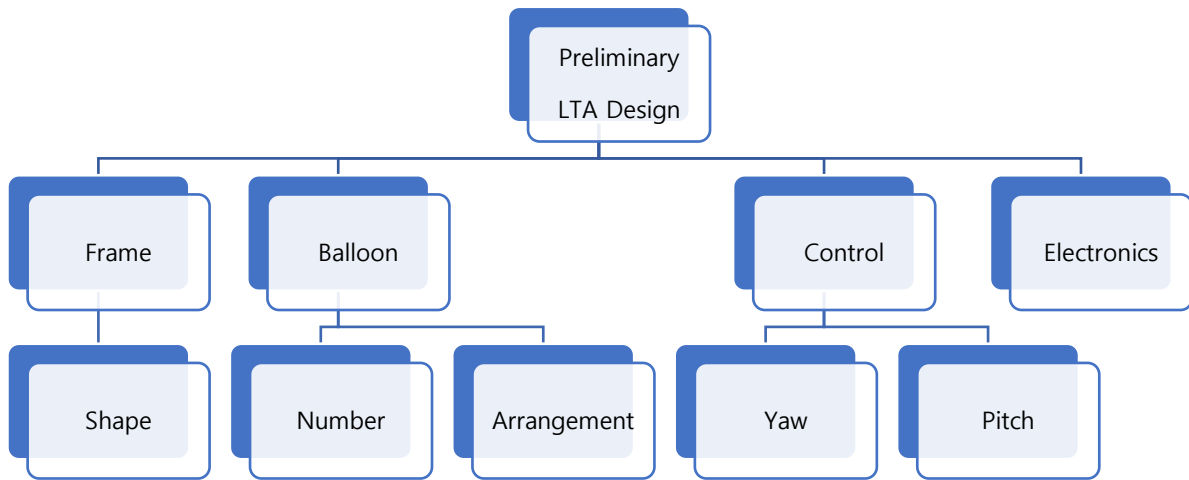 Preliminary
LTA Design
Frame
Balloon
Control
Electronics
Shape
Number
Arrangement
Yaw
Pitch